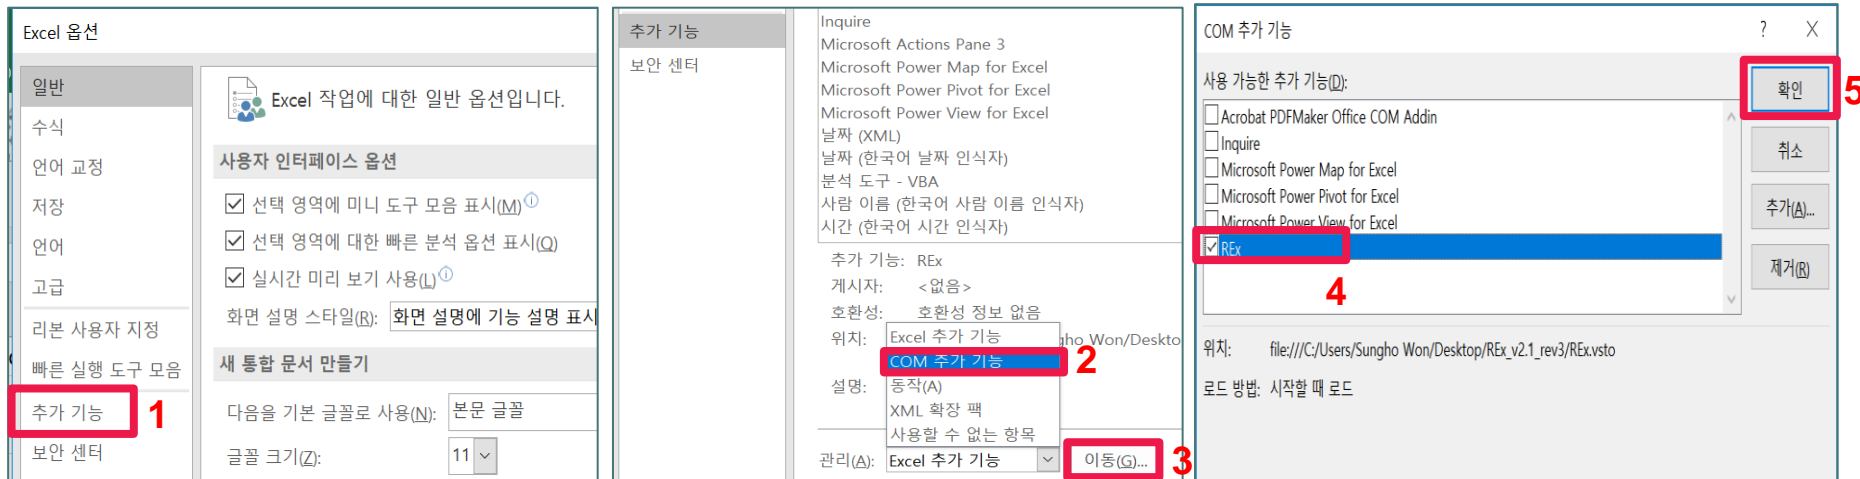 Excel 옵션
일반
수식
언어 교정
저장
언어
고급
리본 사용자 지정
빠른 실행 도구 모음
추가 기능
1
보안 센터
Excel 작업에 대한 일반 옵션입니다.
사용자 인터페이스 옵션
선택 영역에 미니 도구 모음 표시(M)
선택 영역에 대한 빠른 분석 옵션 표시(Q)
실시간 미리 보기 사용(L)
화면 설명 스타일(R): 화면 설명에 기능 설명 표시
새 통합 문서 만들기
다음을 기본 글꼴로 사용(N): 본문 글꼴
글꼴 크기(Z): 11
추가 기능
보안 센터
Inquire
Microsoft Actions Pane 3
Microsoft Power Map for Excel
Microsoft Power Pivot for Excel
Microsoft Power View for Excel
날짜 (XML)
날짜 (한국어 날짜 인식자)
분석 도구 - VBA
사람 이름 (한국어 사람 이름 인식자)
시간 (한국어 시간 인식자)
추가 기능: REx
게시자: <없음>
호환성: 호환성 정보 없음
위치: gho Won/Deskto
Excel 추가 기능
COM 추가 기능
2
설명:
동작(A)
XML 확장 팩
사용할 수 없는 항목
관리(A): Excel 추가 기능
이동(G)...
3
COM 추가 기능
? X
사용 가능한 추가 기능(D):
Acrobat PDFMaker Office COM Addin
Inquire
Microsoft Power Map for Excel
Microsoft Power Pivot for Excel
Microsoft Power View for Excel
REx
4
확인
5
취소
추가(A)...
제거(R)
위치: file:///C:/Users/Sungho Won/Desktop/REx_v2.1_rev3/REx.vsto
로드 방법: 시작할 때 로드